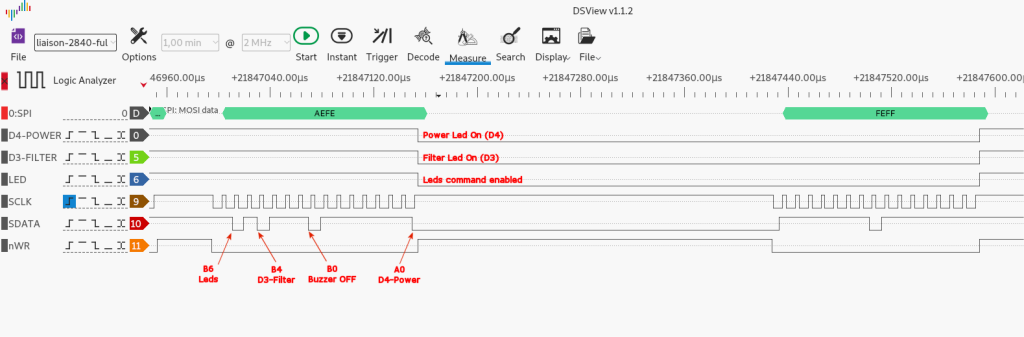 DSView v1.1.2
liaison-2840-ful
1,00 min
@
2 MHz
File
Options
Start
Instant
Trigger
Decode
Measure
Search
Display
File
Logic Analyzer
46960.00µs
+21847040.00µs
+21847120.00µs
+21847200.00µs
+21847280.00µs
+21847360.00µs
+21847440.00µs
+21847520.00µs
+21847600.00µs
0:SPI 0 D
PI: MOSI data
...
AEFE
FEFF
D4-POWER 0
Power Led On (D4)
D3-FILTER 5
Filter Led On (D3)
LED 6
Leds command enabled
SCLK 9
SDATA 10
nWR 11
B6
Leds
B4
D3-Filter
B0
Buzzer OFF
A0
D4-Power